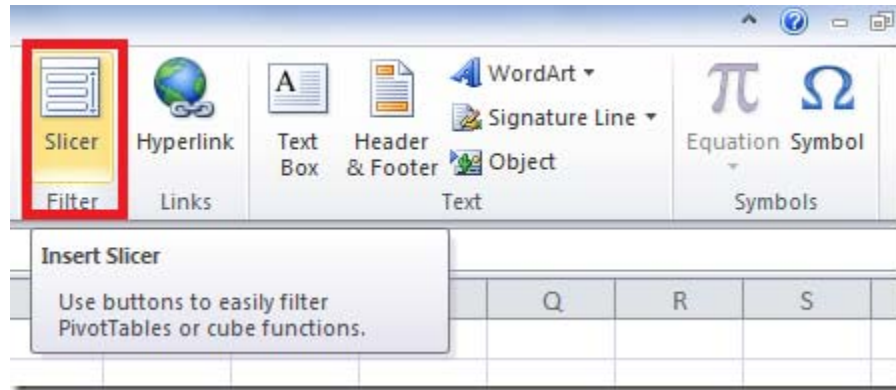 Slicer
Hyperlink
A
Text
Box
Header
& Footer
WordArt
Signature Line
Object
π
Equation
Ω
Symbol
Filter
Links
Text
Symbols
Insert Slicer
Use buttons to easily filter
PivotTables or cube functions.
Q
R
S